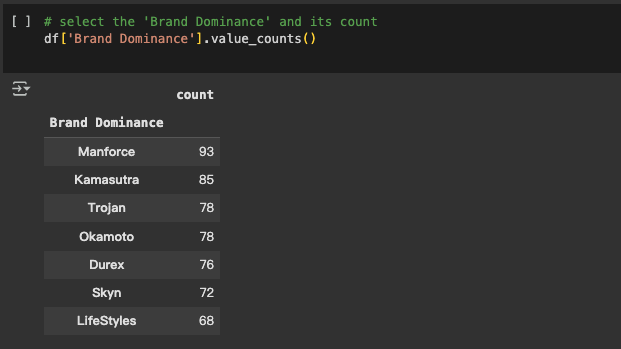 [ ] # select the 'Brand Dominance' and its count
df['Brand Dominance'].value_counts()
count
Brand Dominance
Manforce 93
Kamasutra 85
Trojan 78
Okamoto 78
Durex 76
Skyn 72
LifeStyles 68